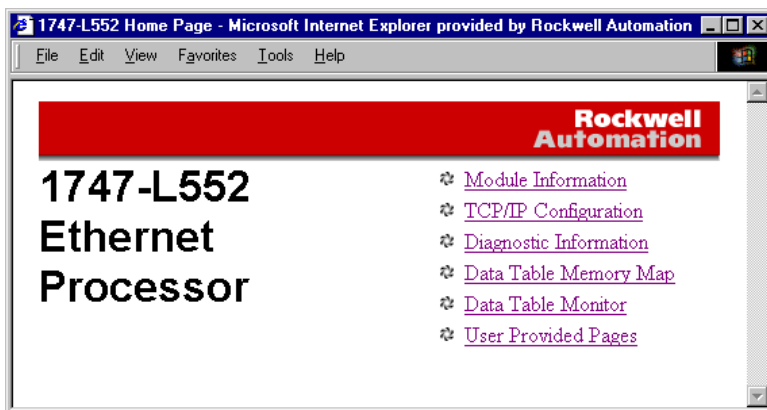 1747-L552 Home Page - Microsoft Internet Explorer provided by Rockwell Automation
File Edit View Favorites Tools Help
Rockwell
Automation
1747-L552
Ethernet
Processor
Module Information
TCP/IP Configuration
Diagnostic Information
Data Table Memory Map
Data Table Monitor
User Provided Pages